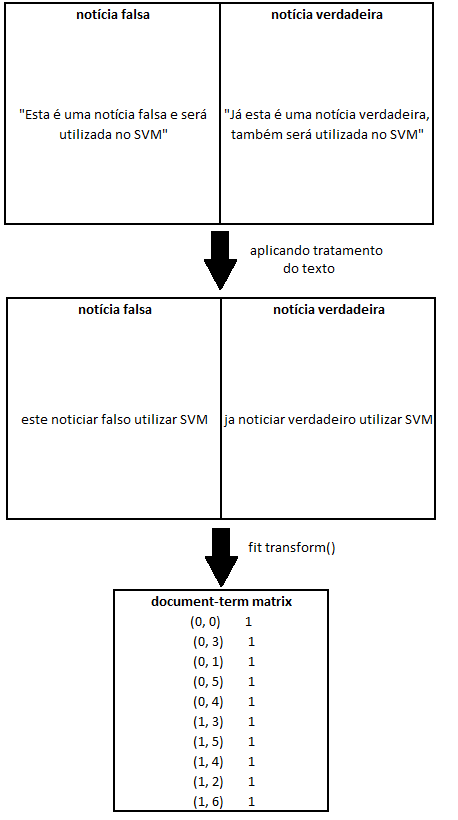 notícia falsa
notícia verdadeira
"Esta é uma notícia falsa e será
utilizada no SVM"
"Já esta é uma notícia verdadeira,
também será utilizada no SVM"
aplicando tratamento
do texto
notícia falsa
notícia verdadeira
este noticiar falso utilizar SVM
ja noticiar verdadeiro utilizar SVM
fit transform()
document-term matrix
(0, 0) 1
(0, 3) 1
(0, 1) 1
(0, 5) 1
(0, 4) 1
(1, 3) 1
(1, 5) 1
(1, 4) 1
(1, 2) 1
(1, 6) 1